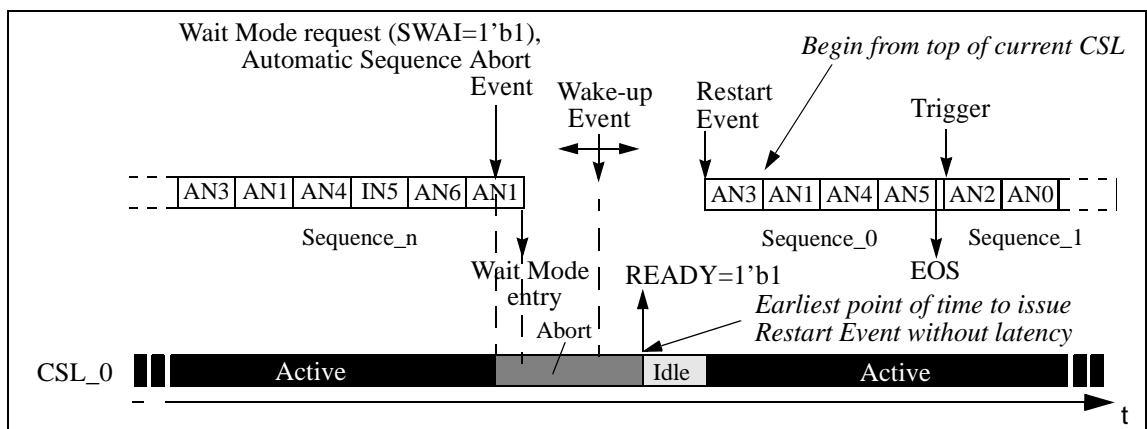 Wait Mode request (SWAI=1’b1),
Automatic Sequence Abort
Event
Begin from top of current CSL
Wake-up
Event
Restart
Event
Trigger
AN3 AN1 AN4 IN5 AN6 AN1
AN3 AN1 AN4 AN5 AN2 AN0
Sequence_n
Sequence_0
Sequence_1
Wait Mode
entry
READY=1’b1
EOS
Earliest point of time to issue
Restart Event without latency
Abort
CSL_0
Active
Idle
Active
t